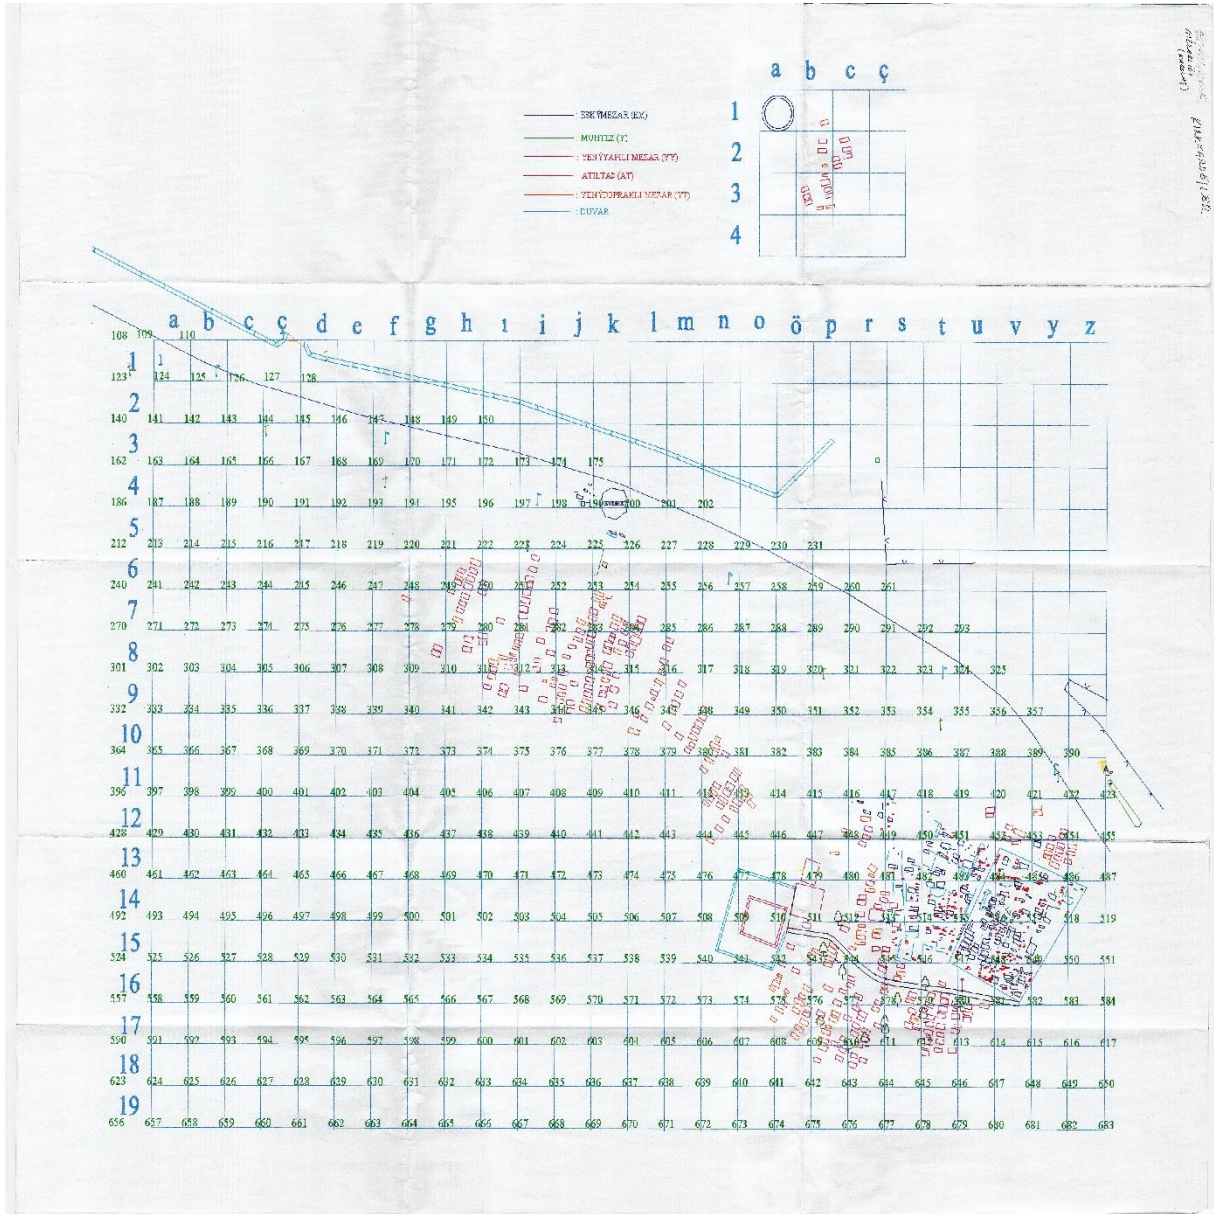 a b c ç
1
2
3
4
: ESKÝMEZAR (EM)
: MUHTEZ (Y)
: YENÝYAPILI MEZAR (YY)
: ATILTAÞ (AT)
: YENÝTOPRAKLI MEZAR (YT)
: DUVAR
a b c ç d e f g h ı i j k l m n o ö p r s t u v y z
108 109 110
1
123 124 125 126 127 128
2
140 141 142 143 144 145 146 147 148 149 150
3
162 163 164 165 166 167 168 169 170 171 172 173 174 175
4
186 187 188 189 190 191 192 193 194 195 196 197 198 199 200 201 202
5
212 213 214 215 216 217 218 219 220 221 222 223 224 225 226 227 228 229 230 231
6
240 241 242 243 244 245 246 247 248 249 250 251 252 253 254 255 256 257 258 259 260 261
7
270 271 272 273 274 275 276 277 278 279 280 281 282 283 284 285 286 287 288 289 290 291 292 293
8
301 302 303 304 305 306 307 308 309 310 311 312 313 314 315 316 317 318 319 320 321 322 323 324 325
9
332 333 334 335 336 337 338 339 340 341 342 343 344 345 346 347 348 349 350 351 352 353 354 355 356 357
10
364 365 366 367 368 369 370 371 372 373 374 375 376 377 378 379 380 381 382 383 384 385 386 387 388 389 390
11
396 397 398 399 400 401 402 403 404 405 406 407 408 409 410 411 412 413 414 415 416 417 418 419 420 421 422 423
12
428 429 430 431 432 433 434 435 436 437 438 439 440 441 442 443 444 445 446 447 448 449 450 451 452 453 454 455
13
460 461 462 463 464 465 466 467 468 469 470 471 472 473 474 475 476 477 478 479 480 481 482 483 484 485 486 487
14
492 493 494 495 496 497 498 499 500 501 502 503 504 505 506 507 508 509 510 511 512 513 514 515 516 517 518 519
15
524 525 526 527 528 529 530 531 532 533 534 535 536 537 538 539 540 541 542 543 544 545 546 547 548 549 550 551
16
557 558 559 560 561 562 563 564 565 566 567 568 569 570 571 572 573 574 575 576 577 578 579 580 581 582 583 584
17
590 591 592 593 594 595 596 597 598 599 600 601 602 603 604 605 606 607 608 609 610 611 612 613 614 615 616 617
18
623 624 625 626 627 628 629 630 631 632 633 634 635 636 637 638 639 640 641 642 643 644 645 646 647 648 649 650
19
656 657 658 659 660 661 662 663 664 665 666 667 668 669 670 671 672 673 674 675 676 677 678 679 680 681 682 683